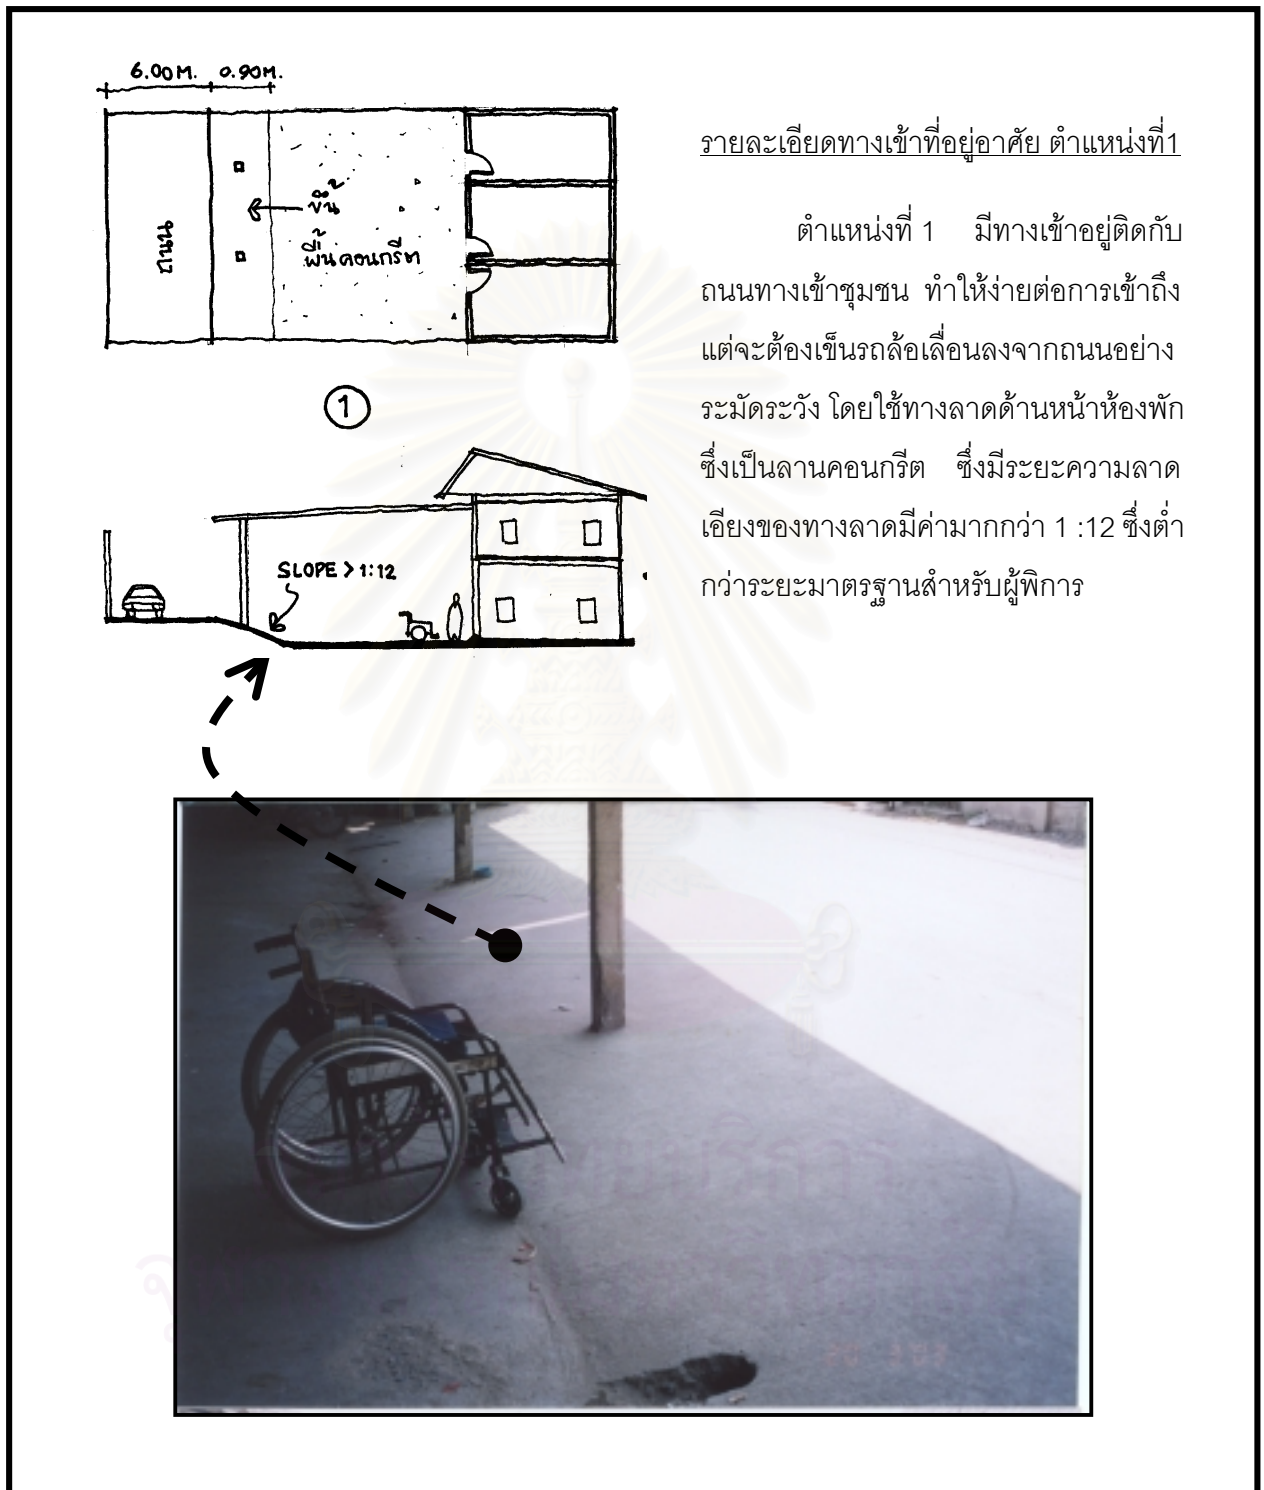 6.00M. 0.90M.
รายละเอียดทางเข้าที่อยู่อาศัย ตำแหน่งที่1
ถนน
ขึ้น
พื้นคอนกรีต
ตำแหน่งที่ 1 มีทางเข้าอยู่ติดกับ
ถนนทางเข้าชุมชน ทำให้ง่ายต่อการเข้าถึง
แต่จะต้องเข็นรถล้อเลื่อนลงจากถนนอย่าง
ระมัดระวัง โดยใช้ทางลาดด้านหน้าห้องพัก
ซึ่งเป็นลานคอนกรีต ซึ่งมีระยะความลาด
เอียงของทางลาดมีค่ามากกว่า 1 :12 ซึ่งต่ำ
กว่าระยะมาตรฐานสำหรับผู้พิการ
1
SLOPE > 1:12